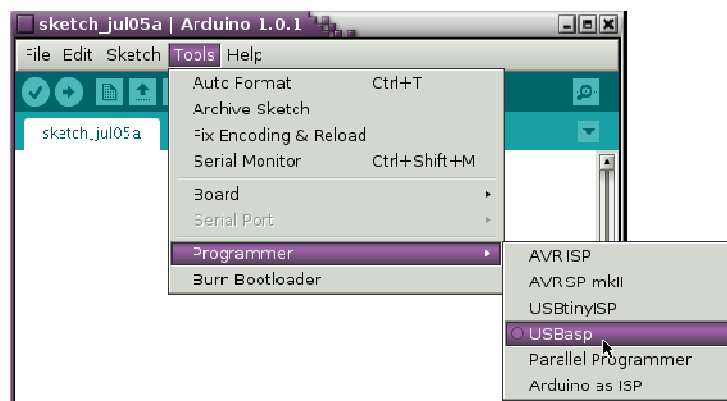 sketch_jul05a | Arduino 1.0.1
File Edit Sketch Tools Help
Auto Format Ctrl+T
Archive Sketch
sketch_jul05a
Fix Encoding & Reload
Serial Monitor Ctrl+Shift+M
Board
Serial Port
Programmer
Burn Bootloader
AVR ISP
AVRISP mkII
USBtinyISP
USBasp
Parallel Programmer
Arduino as ISP